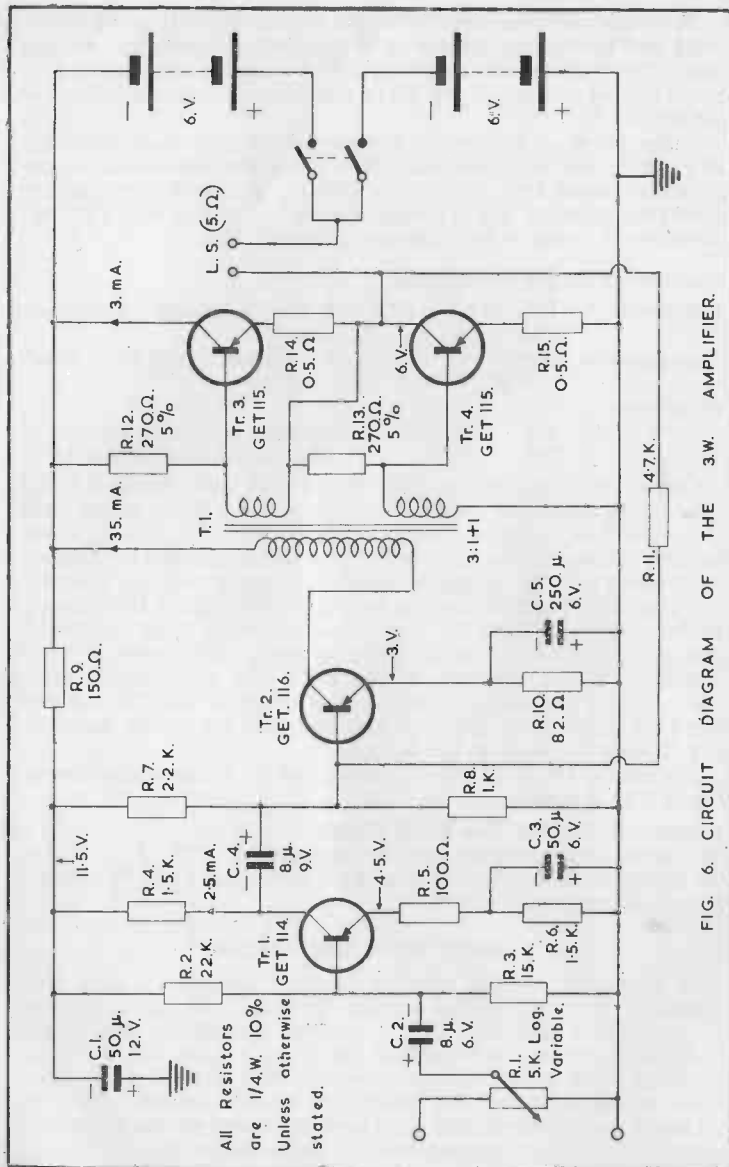 C.1.
50.µ
12.V.
−
+
All Resistors
are 1/4.W. 10%
Unless otherwise
stated.
R.2.
22.K.
R.4.
1·5.K.
2·5.mA.
11·5.V.
R.7.
2·2.K.
R.9.
150.Ω.
35.mA.
R.12.
270.Ω.
5%
3.mA.
−
6.V.
+
Tr.1.
GET 114.
− +
C.4.
8.µ
9.V.
4·5.V.
R.5.
100.Ω
Tr.2.
GET.116.
3.V.
T.1.
3:1+1
Tr.3.
GET 115.
R.14.
0·5.Ω
R.13.
270.Ω.
5%
6.V.
Tr.4.
GET 115.
R.15.
0·5.Ω
L.S. (5.Ω)
−
6.V.
+
C.2.
+ −
8.µ
6.V.
R.1.
5.K. Log.
Variable.
R.3.
15.K.
R.6.
1·5.K.
−
C.3.
50.µ
6.V.
+
R.8.
1.K.
R.10.
82.Ω
−
C.5.
250.µ
6.V.
+
R.11.
4·7.K.
FIG. 6. CIRCUIT DIAGRAM OF THE 3.W. AMPLIFIER.